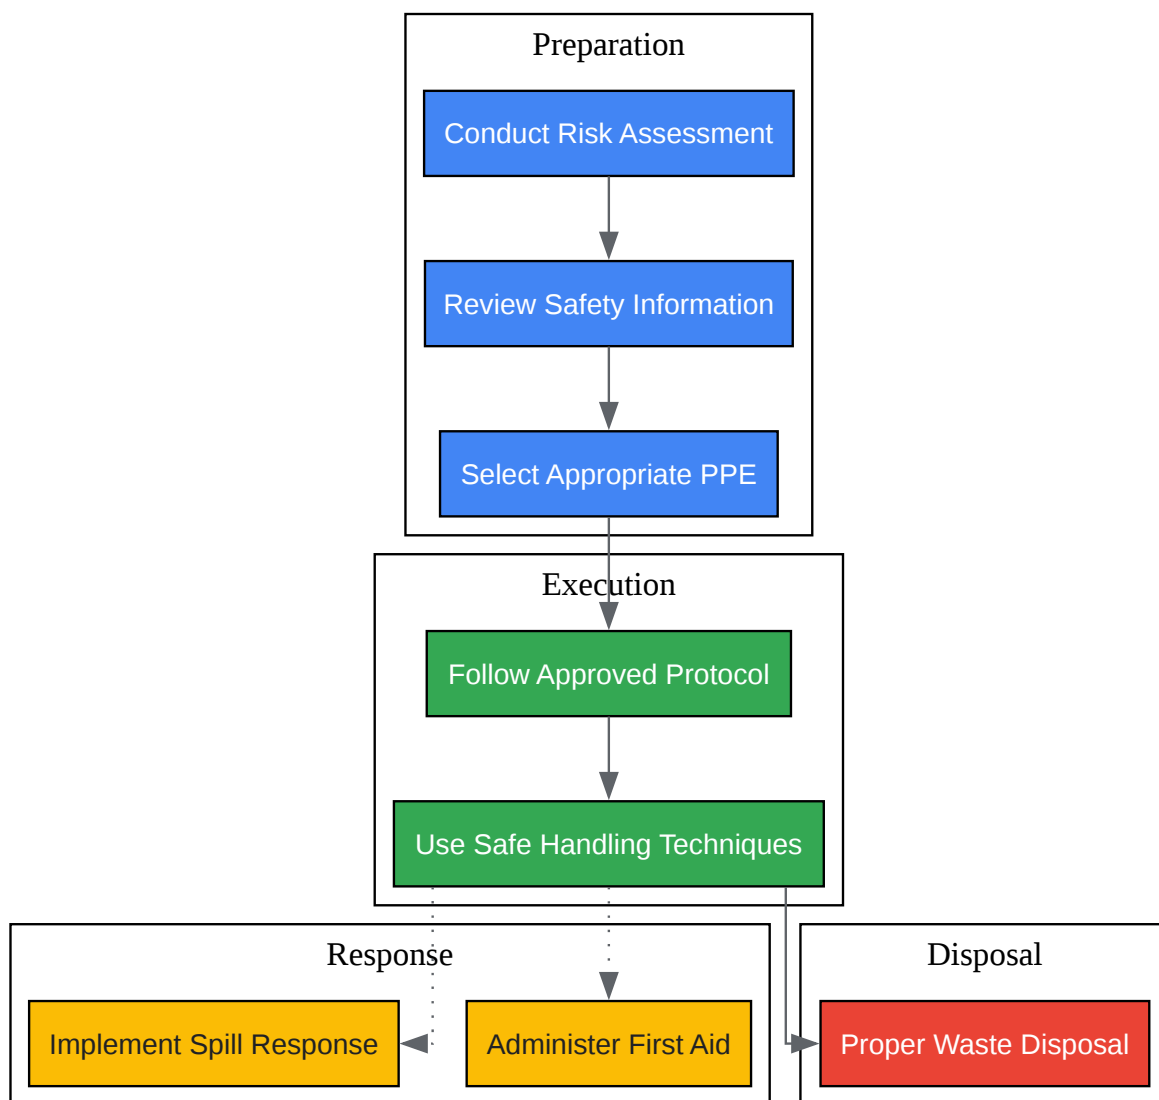 Preparation
Conduct Risk Assessment
Review Safety Information
Select Appropriate PPE
Execution
Follow Approved Protocol
Use Safe Handling Techniques
Response
Disposal
Implement Spill Response
Administer First Aid
Proper Waste Disposal